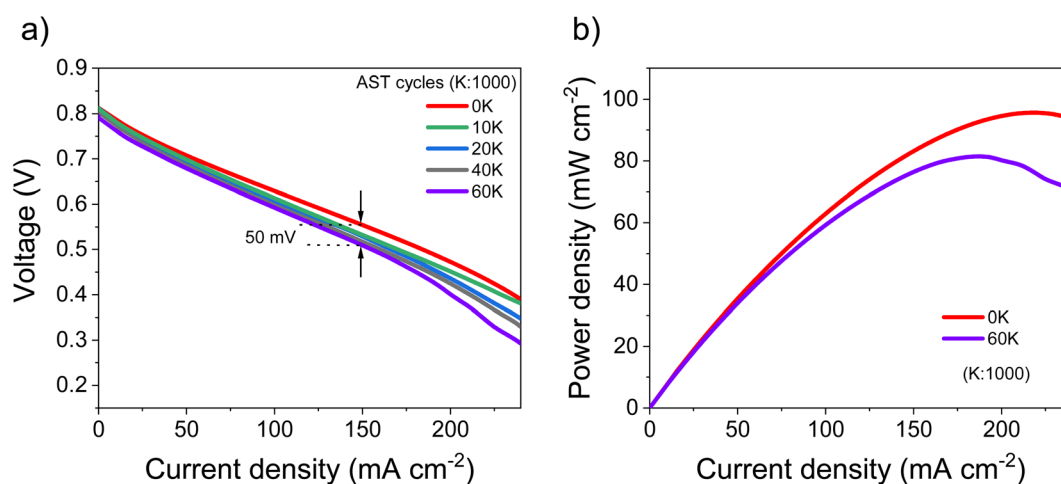 a)
0.9
0.8
0.7
0.6
0.5
0.4
0.3
0.2
Voltage (V)
AST cycles (K:1000)
0K
10K
20K
40K
60K
50 mV
0
50
100
150
200
Current density (mA cm⁻²)
b)
100
80
60
40
20
0
Power density (mW cm⁻²)
0K
60K
(K:1000)
0
50
100
150
200
Current density (mA cm⁻²)